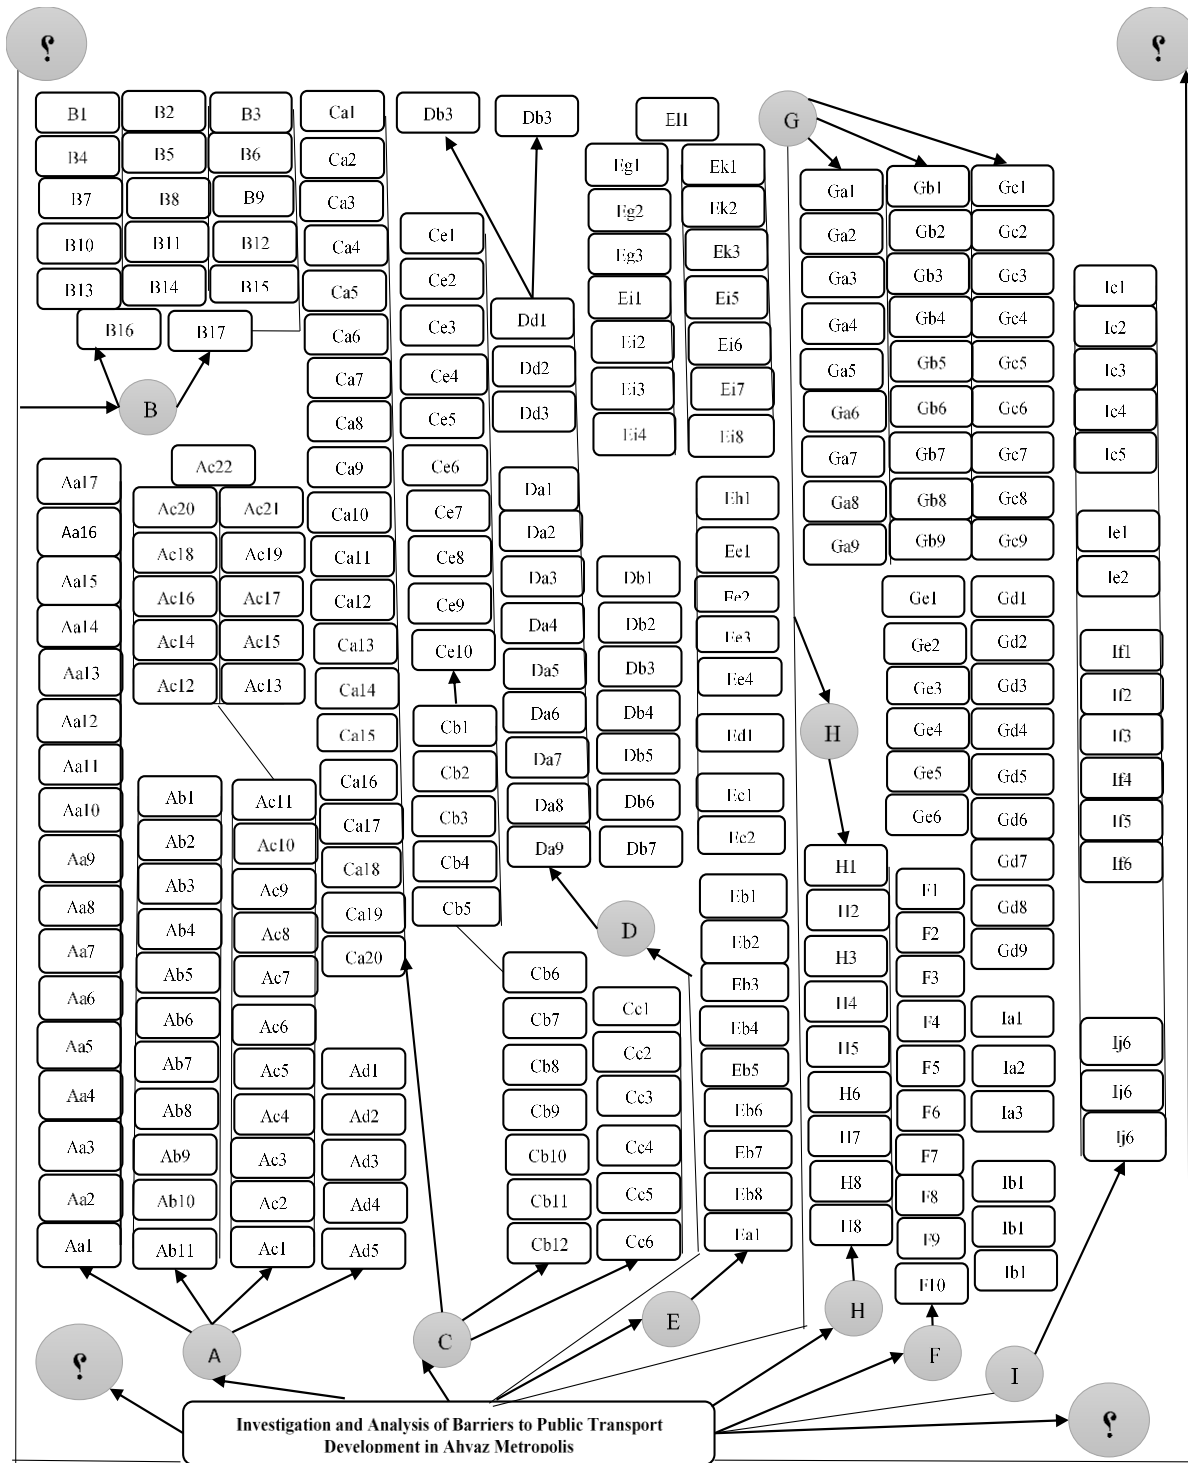 ؟
؟
B1
B2
B3
B4
B5
B6
B7
B8
B9
B10
B11
B12
B13
B14
B15
B16
B17
B
Ca1
Ca2
Ca3
Ca4
Ca5
Ca6
Ca7
Ca8
Ca9
Ca10
Ca11
Ca12
Ca13
Ca14
Ca15
Ca16
Ca17
Ca18
Ca19
Ca20
Db3
Db3
Ce1
Ce2
Ce3
Ce4
Ce5
Ce6
Ce7
Ce8
Ce9
Ce10
Dd1
Dd2
Dd3
El1
Eg1
Eg2
Eg3
Ei1
Ei2
Ei3
Ei4
Ek1
Ek2
Ek3
Ei5
Ei6
Ei7
Ei8
G
Ga1
Ga2
Ga3
Ga4
Ga5
Ga6
Ga7
Ga8
Ga9
Gb1
Gb2
Gb3
Gb4
Gb5
Gb6
Gb7
Gb8
Gb9
Gc1
Gc2
Gc3
Gc4
Gc5
Gc6
Gc7
Gc8
Gc9
Ic1
Ic2
Ic3
Ic4
Ic5
Ie1
Ie2
If1
If2
If3
If4
If5
If6
Ij6
Ij6
Ij6
Aa17
Aa16
Aa15
Aa14
Aa13
Aa12
Aa11
Aa10
Aa9
Aa8
Aa7
Aa6
Aa5
Aa4
Aa3
Aa2
Aa1
Ac22
Ac20
Ac21
Ac18
Ac19
Ac16
Ac17
Ac14
Ac15
Ac12
Ac13
Ab1
Ab2
Ab3
Ab4
Ab5
Ab6
Ab7
Ab8
Ab9
Ab10
Ab11
Ac11
Ac10
Ac9
Ac8
Ac7
Ac6
Ac5
Ac4
Ac3
Ac2
Ac1
Ad1
Ad2
Ad3
Ad4
Ad5
Cb1
Cb2
Cb3
Cb4
Cb5
Da1
Da2
Da3
Da4
Da5
Da6
Da7
Da8
Da9
Db1
Db2
Db3
Db4
Db5
Db6
Db7
D
Cb6
Cb7
Cb8
Cb9
Cb10
Cb11
Cb12
Cc1
Cc2
Cc3
Cc4
Cc5
Cc6
Eh1
Ee1
Ee2
Ee3
Ee4
Ed1
Ec1
Ec2
Eb1
Eb2
Eb3
Eb4
Eb5
Eb6
Eb7
Eb8
Ea1
H
H1
H2
H3
H4
H5
H6
H7
H8
H8
Ge1
Ge2
Ge3
Ge4
Ge5
Ge6
Gd1
Gd2
Gd3
Gd4
Gd5
Gd6
Gd7
Gd8
Gd9
F1
F2
F3
F4
F5
F6
F7
F8
F9
F10
Ia1
Ia2
Ia3
Ib1
Ib1
Ib1
؟
A
C
E
H
F
I
؟
Investigation and Analysis of Barriers to Public Transport
Development in Ahvaz Metropolis